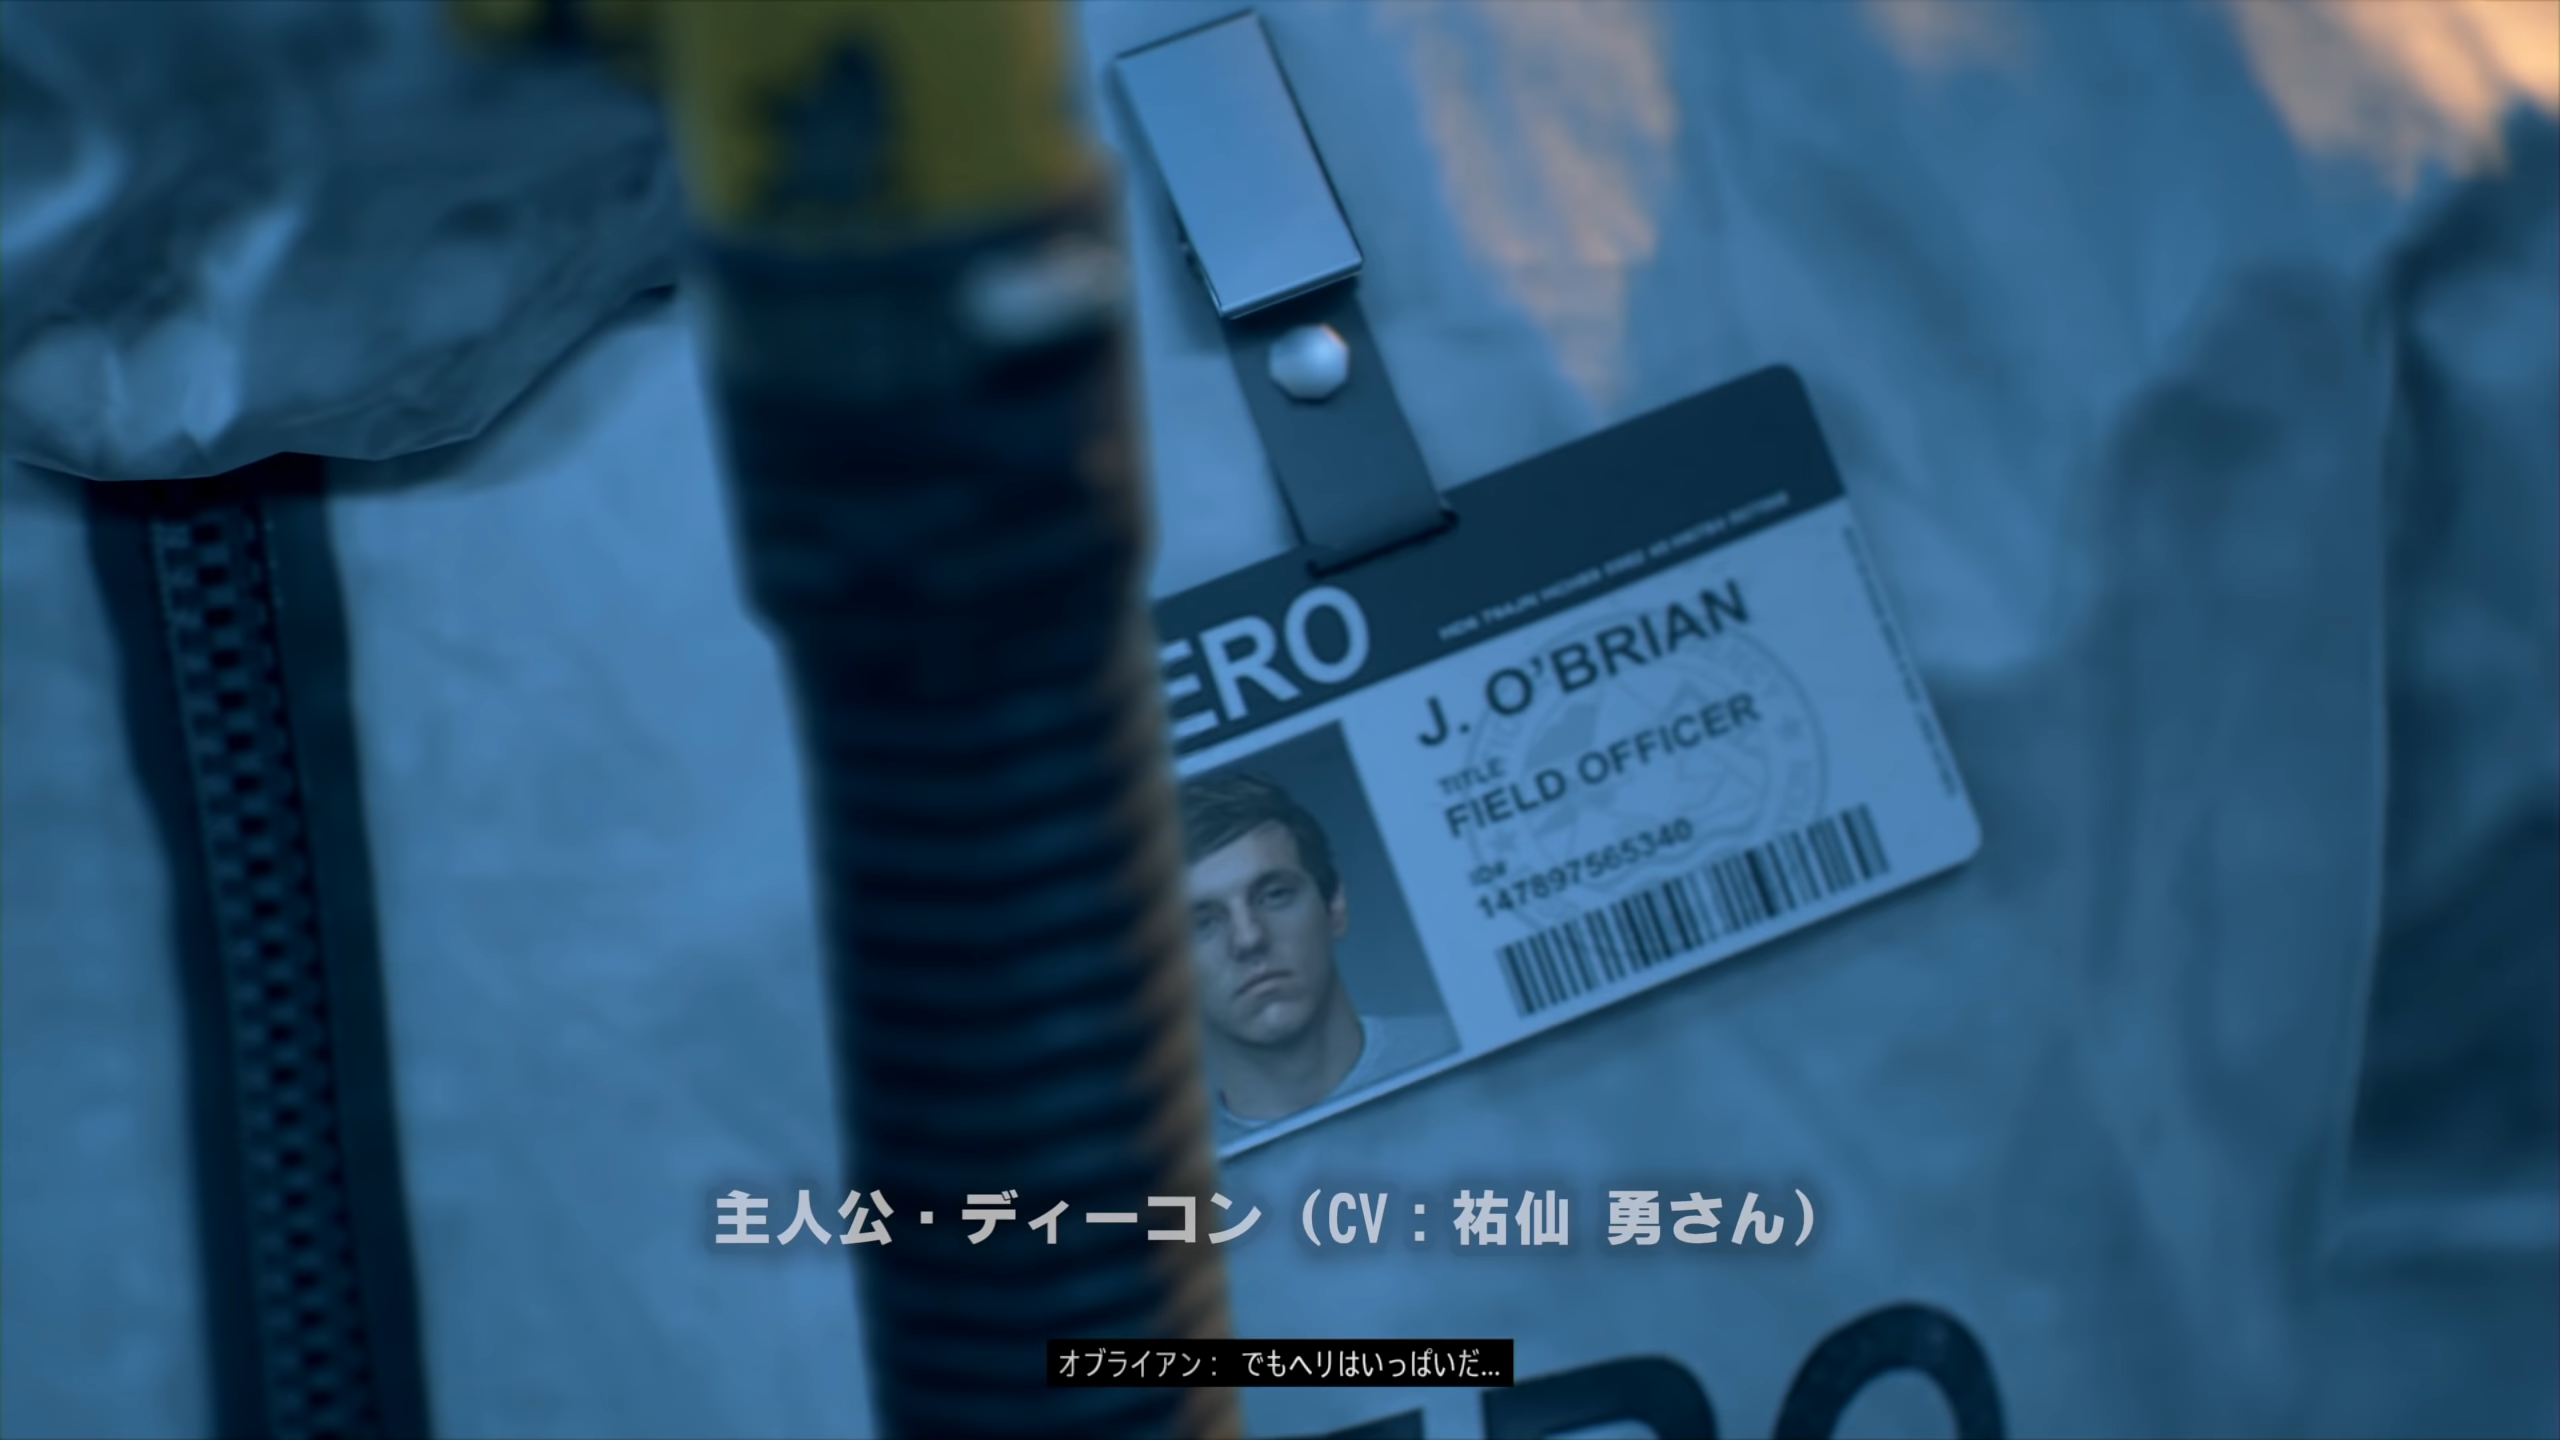 ERO
J. O'BRIAN
TITLE
FIELD OFFICER
ID#
147897565340
主人公・ディーコン（CV：祐仙 勇さん）
オブライアン： でもヘリはいっぱいだ…
ERO